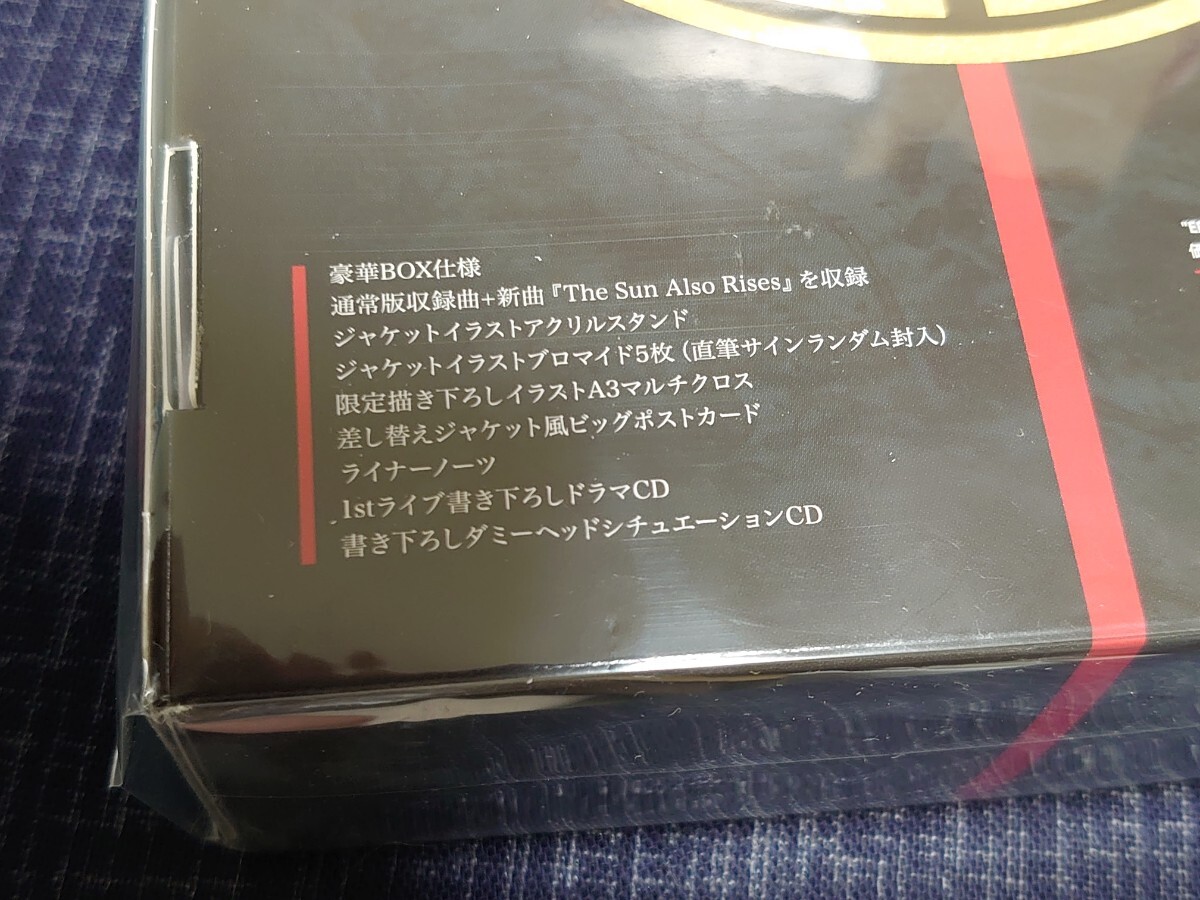 豪華BOX仕様
通常版収録曲+新曲『The Sun Also Rises』を収録
ジャケットイラストアクリルスタンド
ジャケットイラストブロマイド5枚（直筆サインランダム封入）
限定描き下ろしイラストA3マルチクロス
差し替えジャケット風ビッグポストカード
ライナーノーツ
1stライブ書き下ろしドラマCD
書き下ろしダミーヘッドシチュエーションCD